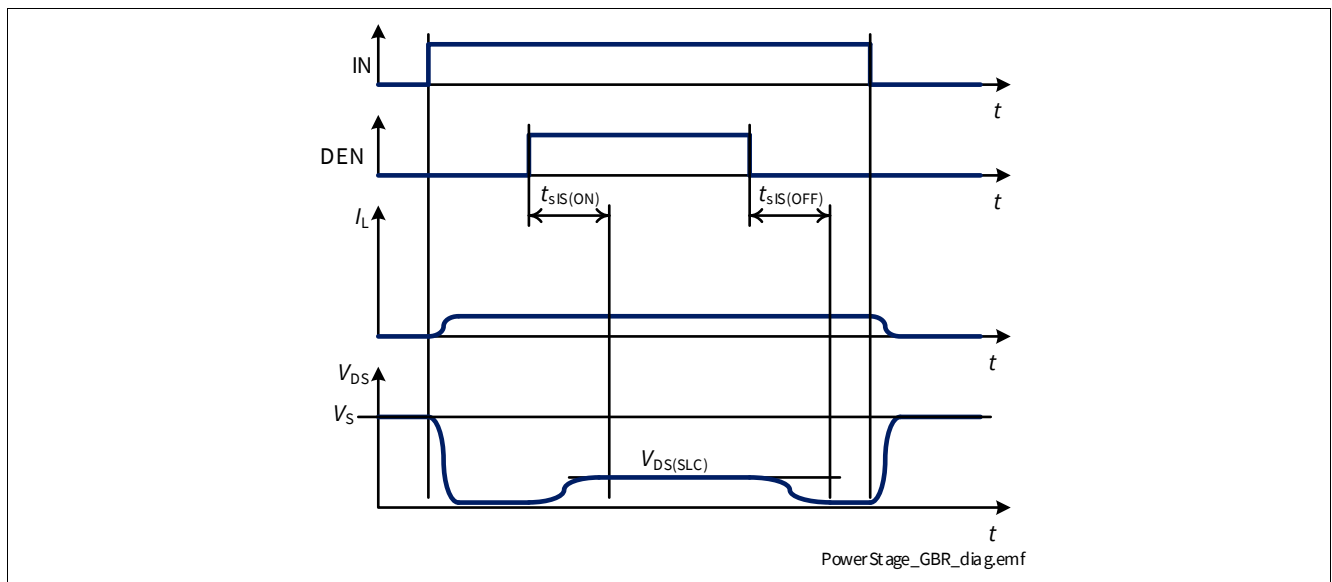 IN
t
DEN
t
tsIS(ON)
tsIS(OFF)
IL
t
VDS
VS
VDS(SLC)
t
PowerStage_GBR_diag.emf